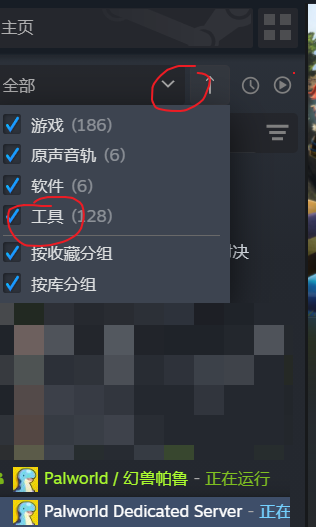 主页
全部
游戏 (186)
原声音轨 (6)
软件 (6)
工具 (128)
按收藏分组
决
按库分组
Palworld / 幻兽帕鲁 - 正在运行
Palworld Dedicated Server - 正在